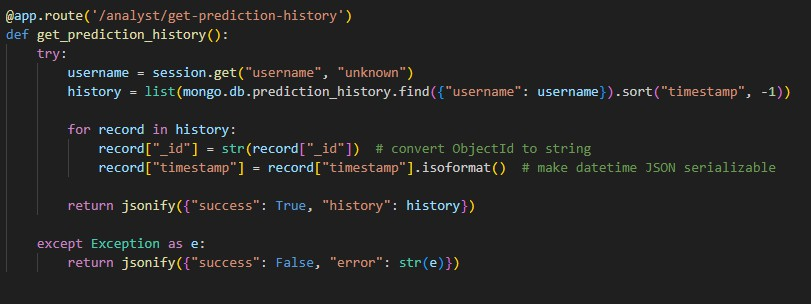 @app.route('/analyst/get-prediction-history')
def get_prediction_history():
    try:
        username = session.get("username", "unknown")
        history = list(mongo.db.prediction_history.find({"username": username}).sort("timestamp", -1))

        for record in history:
            record["_id"] = str(record["_id"])  # convert ObjectId to string
            record["timestamp"] = record["timestamp"].isoformat()  # make datetime JSON serializable

        return jsonify({"success": True, "history": history})

    except Exception as e:
        return jsonify({"success": False, "error": str(e)})